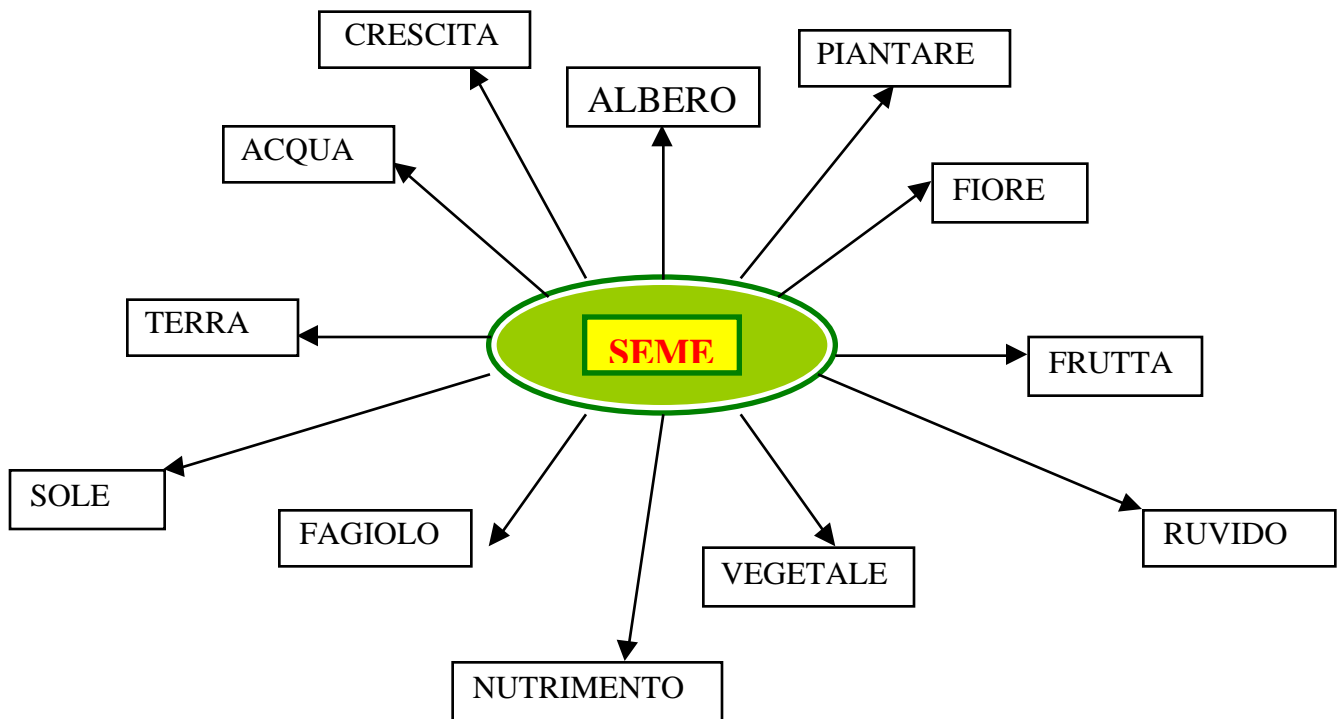 CRESCITA
PIANTARE
ALBERO
ACQUA
FIORE
TERRA
SEME
FRUTTA
SOLE
FAGIOLO
RUVIDO
VEGETALE
NUTRIMENTO